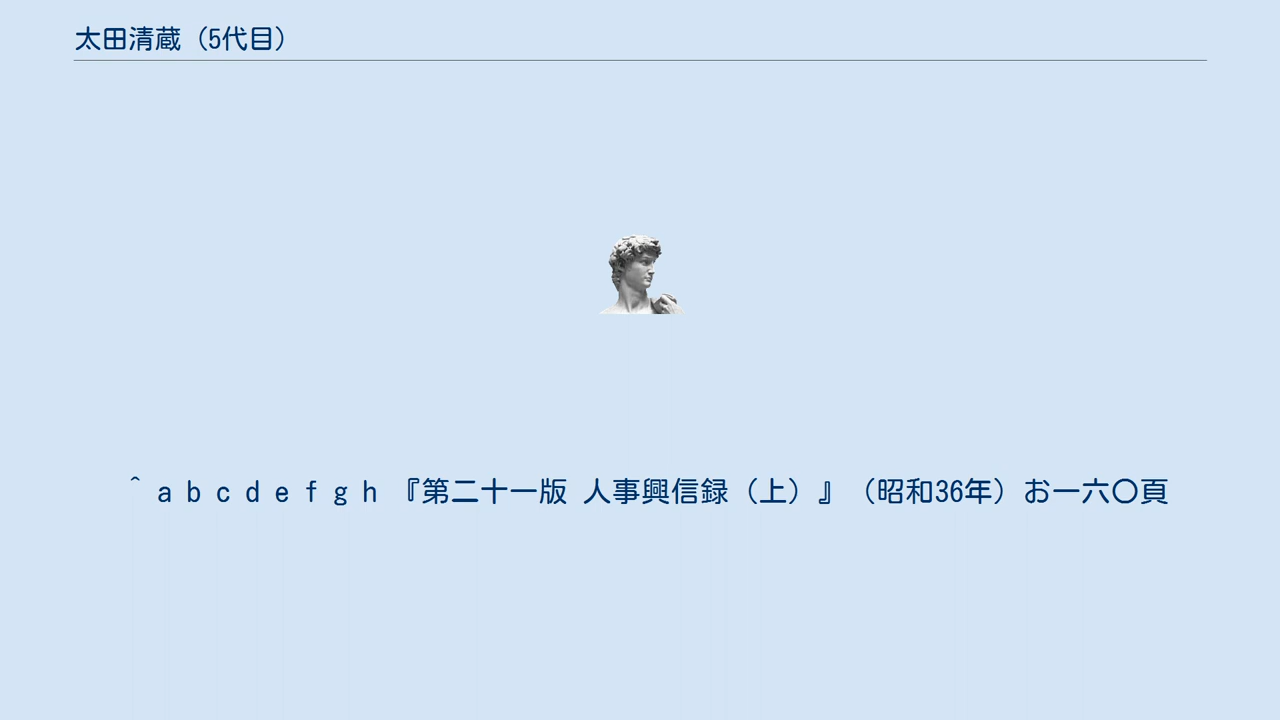 太田清蔵（5代目）
^ a b c d e f g h 『第二十一版 人事興信録（上）』（昭和36年）お一六〇頁